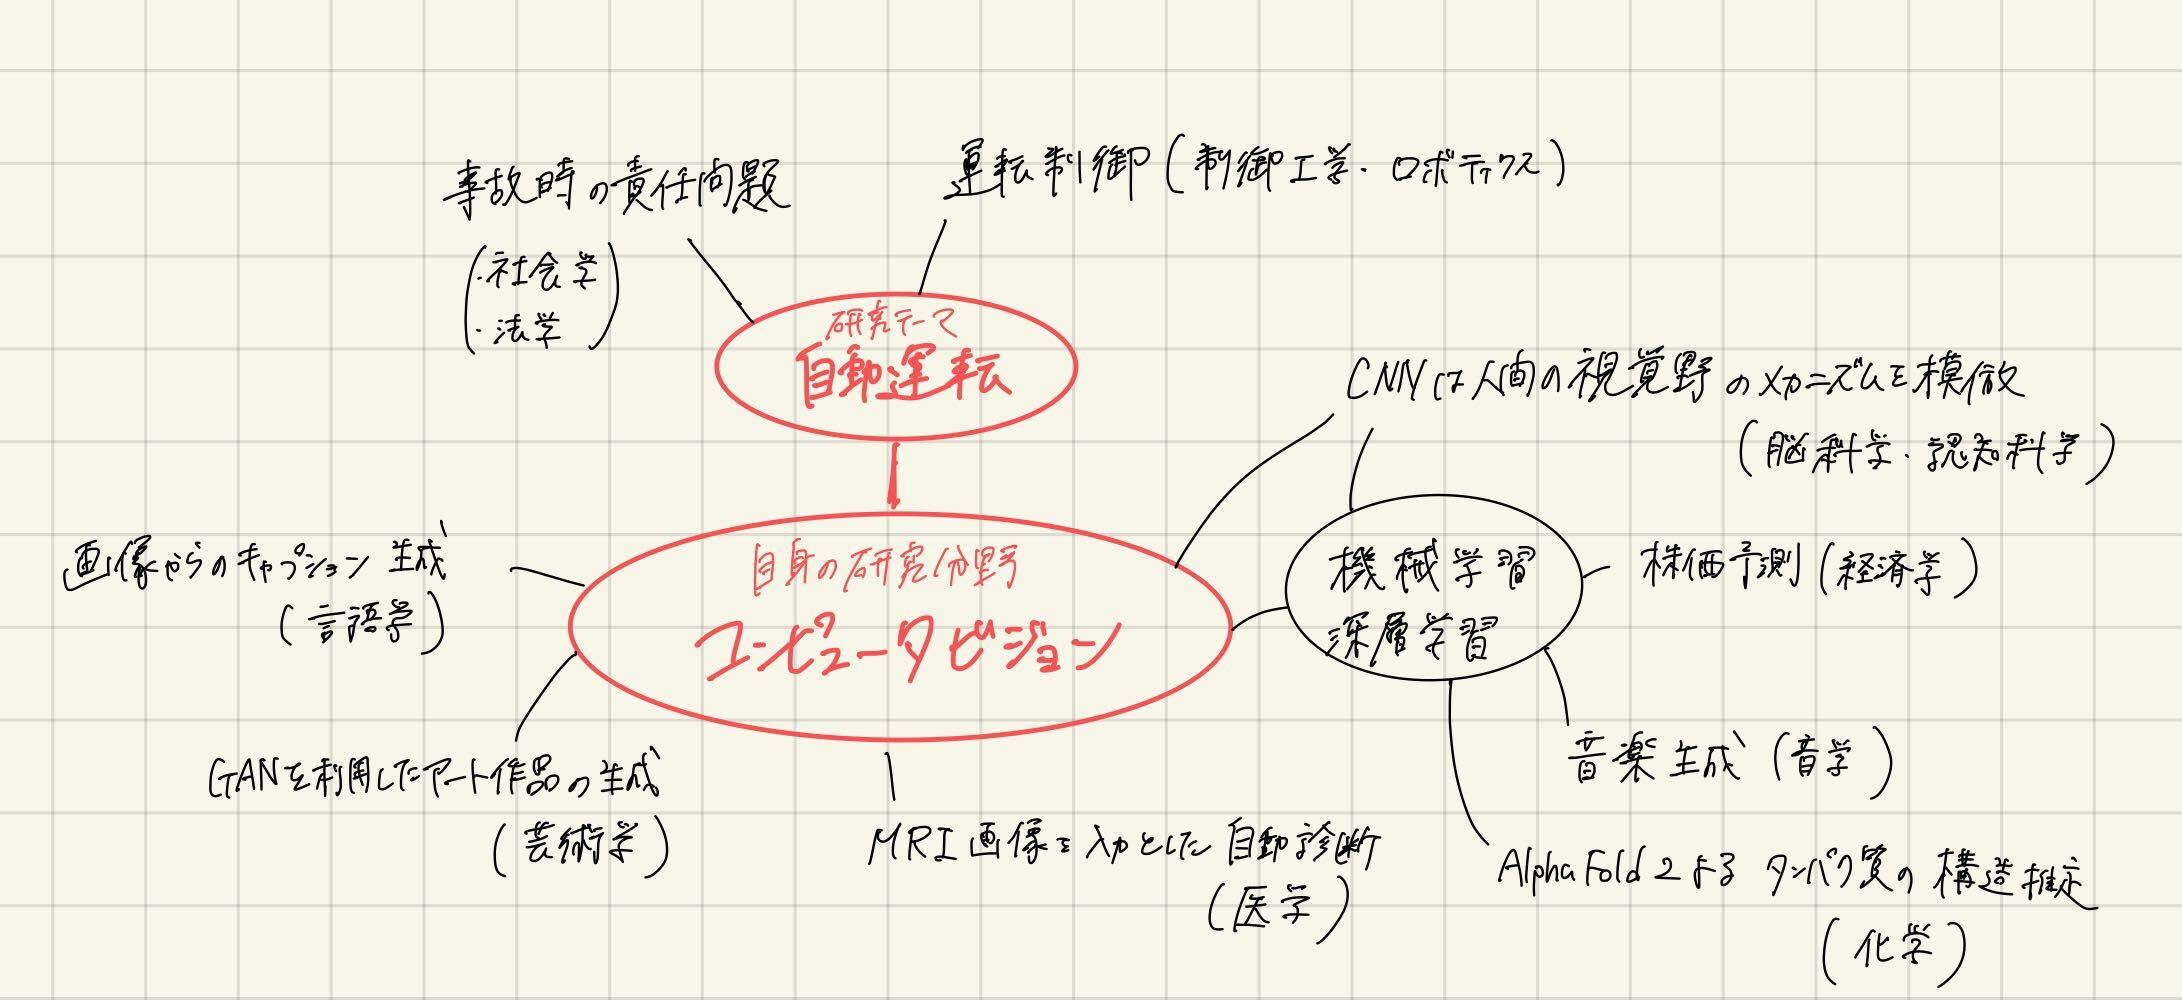 事故時の責任問題
(・社会学
・法学)
運転制御(制御工学・ロボティクス)
研究テーマ
自動運転
CNNは人間の視覚野のメカニズムを模倣
(脳科学・認知科学)
自身の研究分野
コンピュータビジョン
機械学習
深層学習
株価予測(経済学)
画像からのキャプション生成
(言語学)
GANを利用したアート作品の生成
(芸術学)
MRI画像を入力とした自動診断
(医学)
音楽生成(音学)
AlphaFold2よるタンパク質の構造推定
(化学)